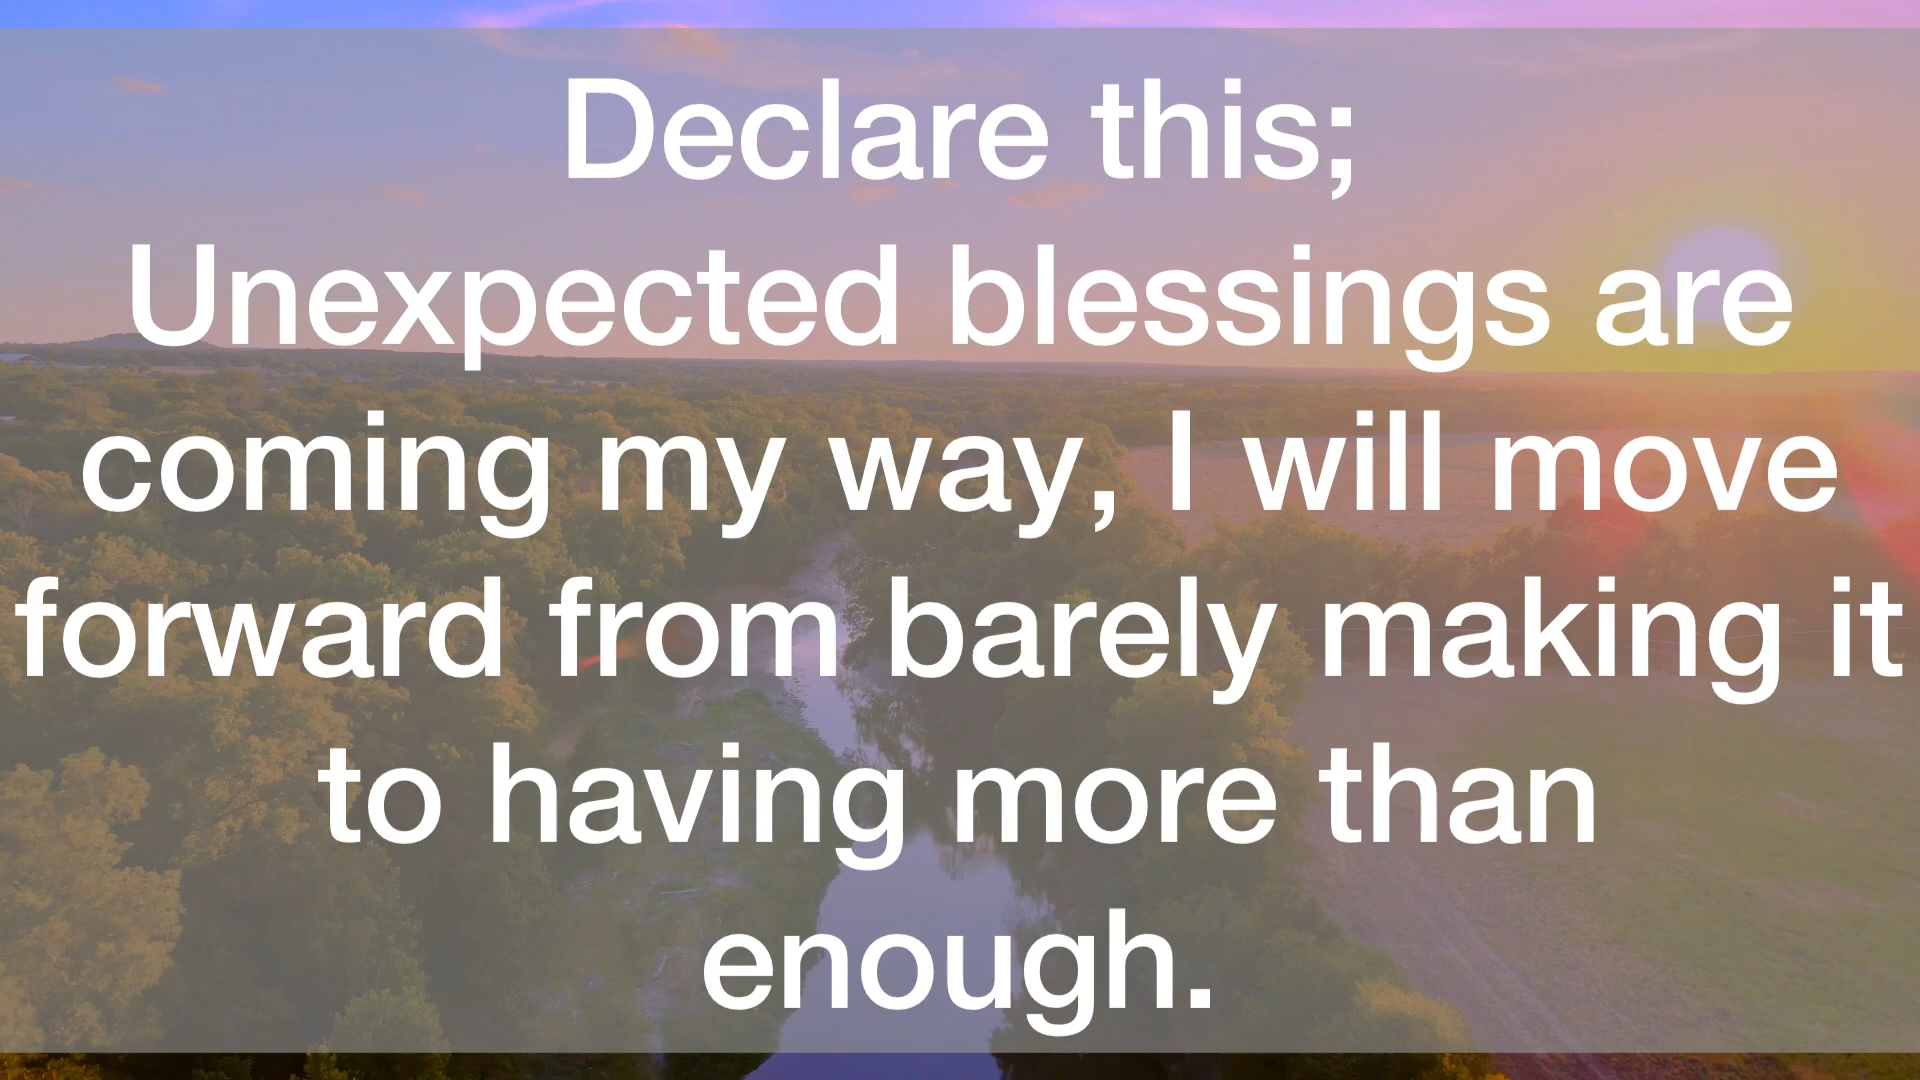 Declare this;
Unexpected blessings are
coming my way, I will move
forward from barely making it
to having more than
enough.